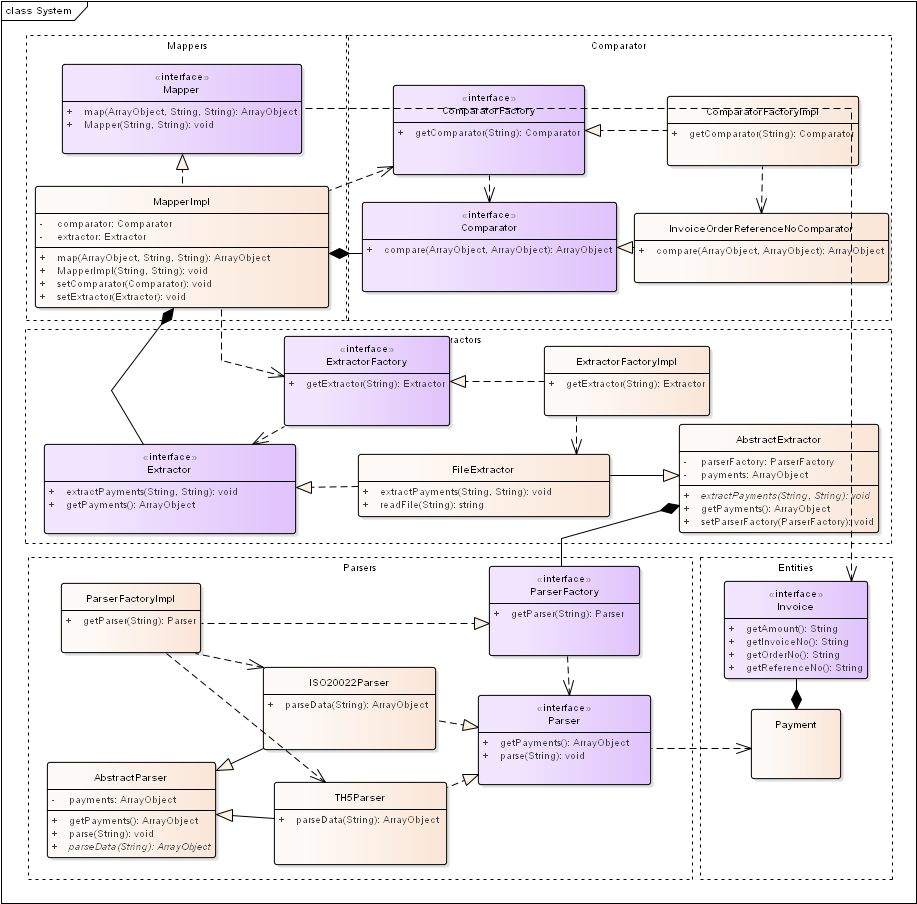 class System
Mappers
«interface»
Mapper
+ map(ArrayObject, String, String): ArrayObject
+ Mapper(String, String): void
MapperImpl
- comparator: Comparator
- extractor: Extractor
+ map(ArrayObject, String, String): ArrayObject
+ MapperImpl(String, String): void
+ setComparator(Comparator): void
+ setExtractor(Extractor): void
Comparator
«interface»
ComparatorFactory
+ getComparator(String): Comparator
ComparatorFactoryImpl
+ getComparator(String): Comparator
«interface»
Comparator
+ compare(ArrayObject, ArrayObject): ArrayObject
InvoiceOrderReferenceNoComparator
+ compare(ArrayObject, ArrayObject): ArrayObject
ractors
«interface»
ExtractorFactory
+ getExtractor(String): Extractor
ExtractorFactoryImpl
+ getExtractor(String): Extractor
«interface»
Extractor
+ extractPayments(String, String): void
+ getPayments(): ArrayObject
FileExtractor
+ extractPayments(String, String): void
+ readFile(String): string
AbstractExtractor
- parserFactory: ParserFactory
- payments: ArrayObject
+ extractPayments(String, String): void
+ getPayments(): ArrayObject
+ setParserFactory(ParserFactory): void
Parsers
ParserFactoryImpl
+ getParser(String): Parser
«interface»
ParserFactory
+ getParser(String): Parser
ISO20022Parser
+ parseData(String): ArrayObject
«interface»
Parser
+ getPayments(): ArrayObject
+ parse(String): void
AbstractParser
- payments: ArrayObject
+ getPayments(): ArrayObject
+ parse(String): void
+ parseData(String): ArrayObject
TH5Parser
+ parseData(String): ArrayObject
Entities
«interface»
Invoice
+ getAmount(): String
+ getInvoiceNo(): String
+ getOrderNo(): String
+ getReferenceNo(): String
Payment